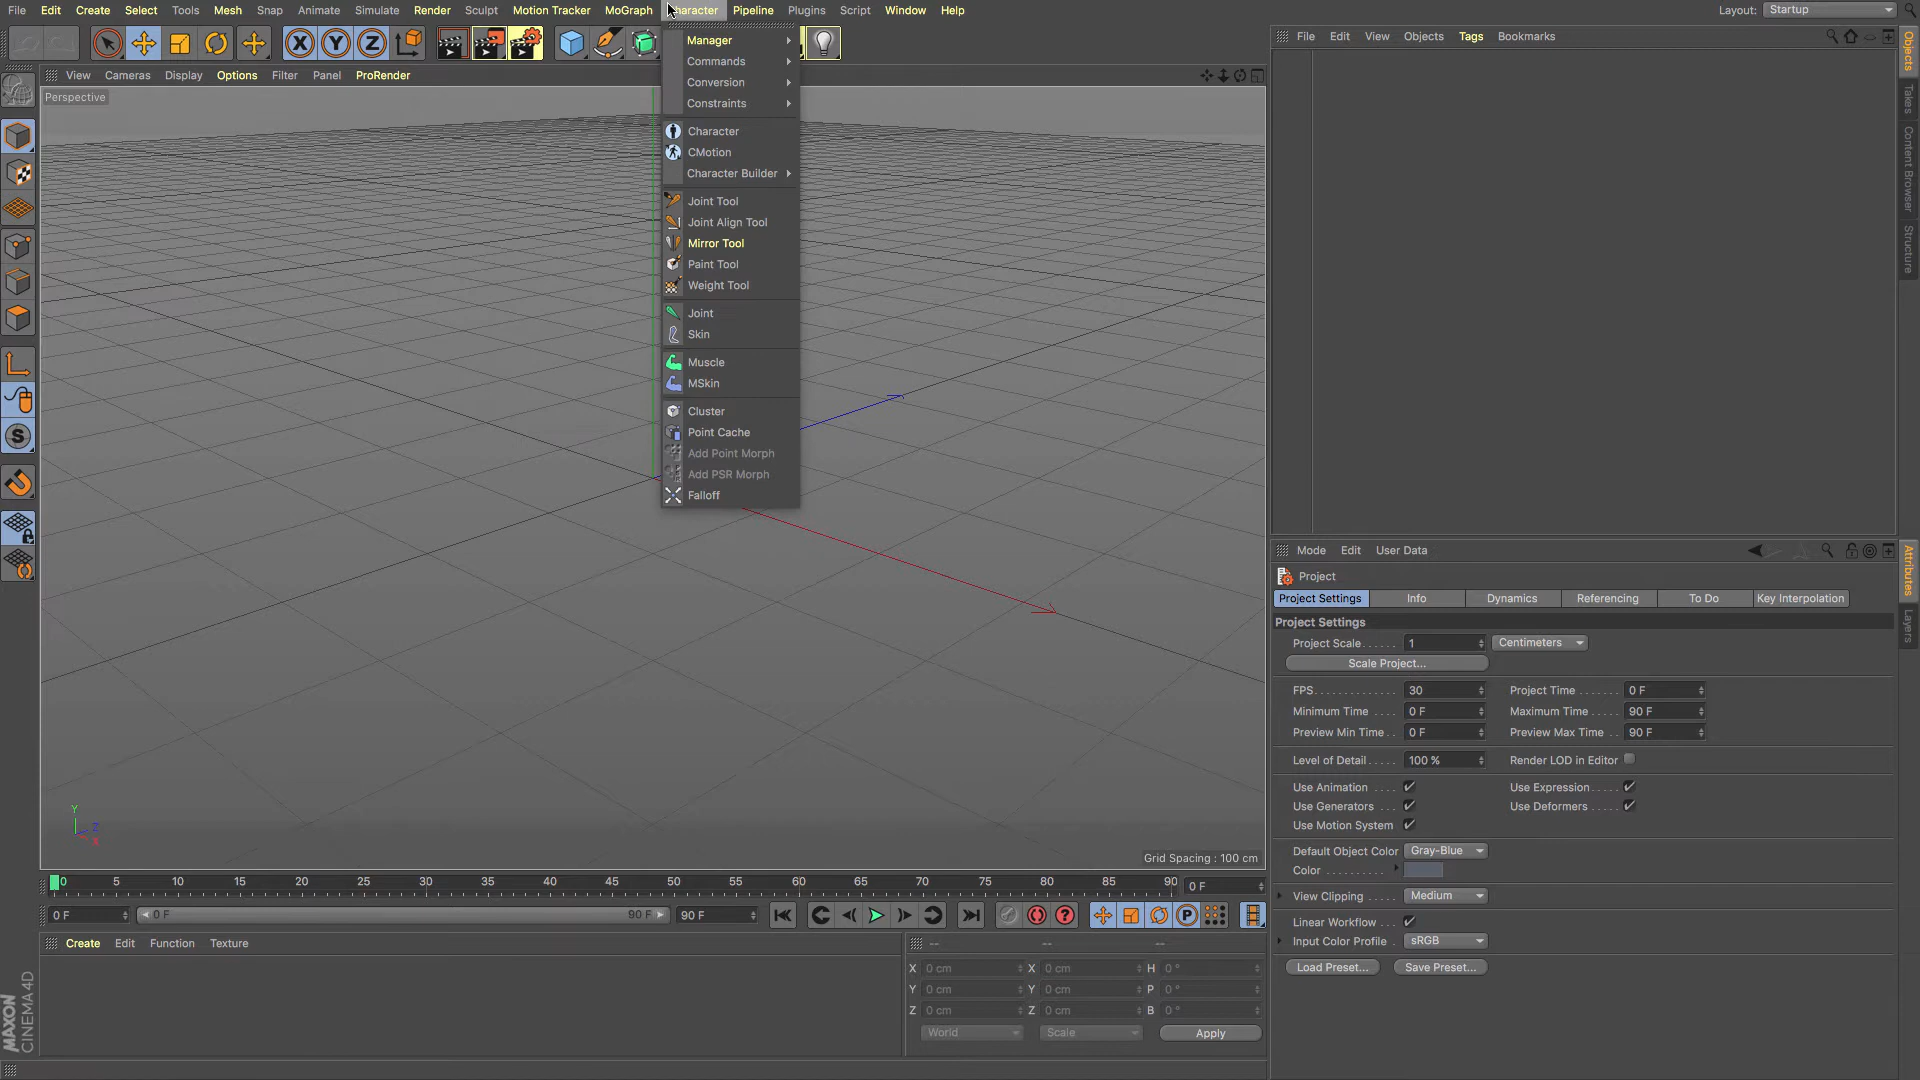 File Edit Create Select Tools Mesh Snap Animate Simulate Render Sculpt Motion Tracker MoGraph Character Pipeline Plugins Script Window Help
Layout: Startup
View Cameras Display Options Filter Panel ProRender
Perspective
Manager
Commands
Conversion
Constraints
Character
CMotion
Character Builder
Joint Tool
Joint Align Tool
Mirror Tool
Paint Tool
Weight Tool
Joint
Skin
Muscle
MSkin
Cluster
Point Cache
Add Point Morph
Add PSR Morph
Falloff
Grid Spacing : 100 cm
Y
Z
X
0 5 10 15 20 25 30 35 40 45 50 55 60 65 70 75 80 85 90 0 F
0 F 0 F 90 F 90 F
Create Edit Function Texture
-- -- --
X 0 cm X 0 cm H 0 °
Y 0 cm Y 0 cm P 0 °
Z 0 cm Z 0 cm B 0 °
World Scale Apply
MAXON
CINEMA 4D
File Edit View Objects Tags Bookmarks
Objects
Takes
Content Browser
Structure
Mode Edit User Data
Project
Project Settings Info Dynamics Referencing To Do Key Interpolation
Project Settings
Project Scale . . . . . 1 Centimeters
Scale Project...
FPS. . . . . . . . . . . . . 30 Project Time . . . . . . . 0 F
Minimum Time . . . . 0 F Maximum Time . . . . . 90 F
Preview Min Time . . 0 F Preview Max Time . . 90 F
Level of Detail. . . . . 100 % Render LOD in Editor
Use Animation . . . . Use Expression. . . . .
Use Generators . . . . Use Deformers . . . . .
Use Motion System
Default Object Color Gray-Blue
Color . . . . . . . . . .
View Clipping . . . . . Medium
Linear Workflow . . .
Input Color Profile . . sRGB
Load Preset... Save Preset...
Attributes
Layers